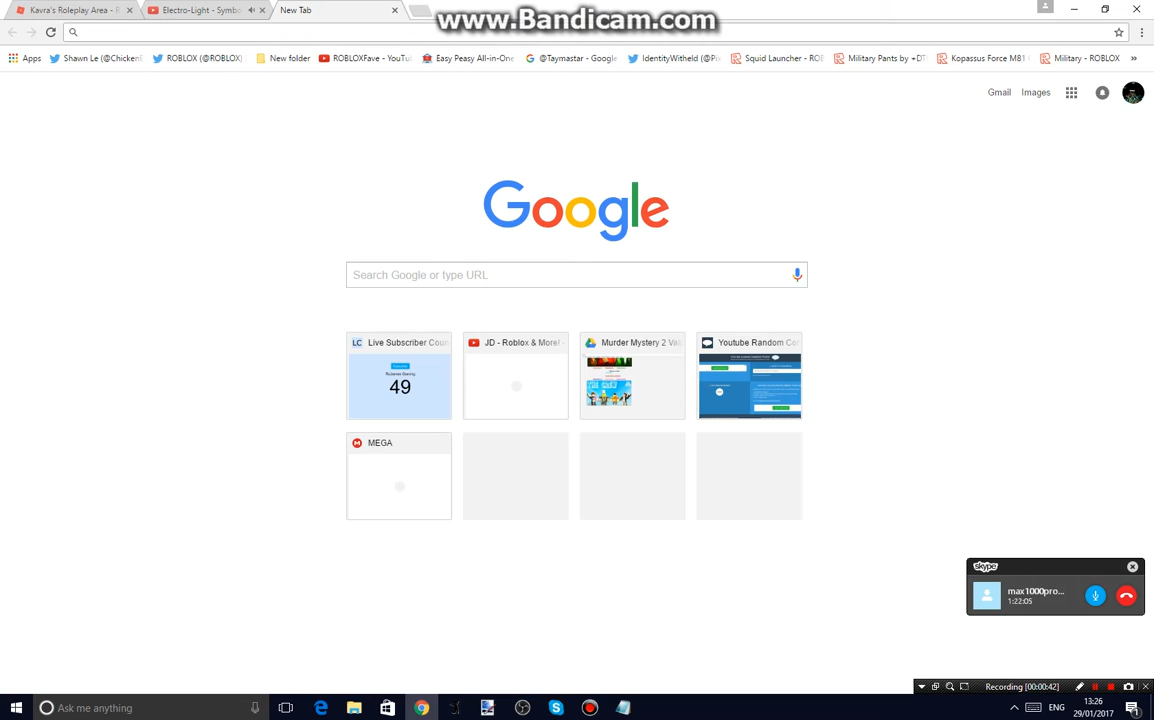 Kavra's Roleplay Area - R
Electro-Light - Symbo
New Tab
www.Bandicam.com
Apps
Shawn Le (@ChickenE
ROBLOX (@ROBLOX)
New folder
ROBLOXFave - YouTu
Easy Peasy All-in-One
@Taymastar - Google
IdentityWitheld (@Pix
Squid Launcher - ROB
Military Pants by +DT
Kopassus Force M81
Military - ROBLOX
»
Gmail
Images
Google
Search Google or type URL
LC Live Subscriber Coun
JD - Roblox & More! -
Murder Mystery 2 Val
Youtube Random Co
49
MEGA
skype
max1000pro...
1:22:05
Recording [00:00:42]
Ask me anything
ENG
13:26
29/01/2017
1